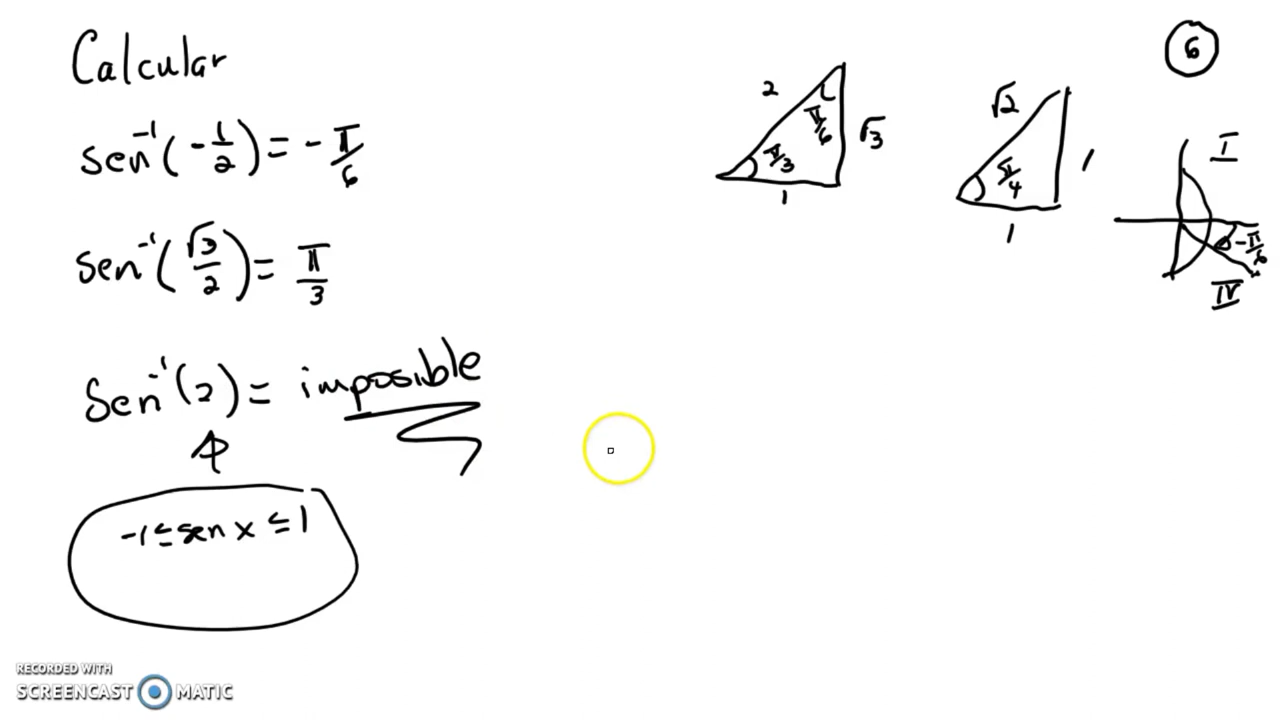 Calcular
sen⁻¹(-1/2) = -π/6
sen⁻¹(√3/2) = π/3
sen⁻¹(2) = imposible
-1 ≤ sen x ≤ 1
2
π/6
√3
π/3
1
√2
π/4
1
1
6
I
-π/6
IV
RECORDED WITH
SCREENCAST MATIC